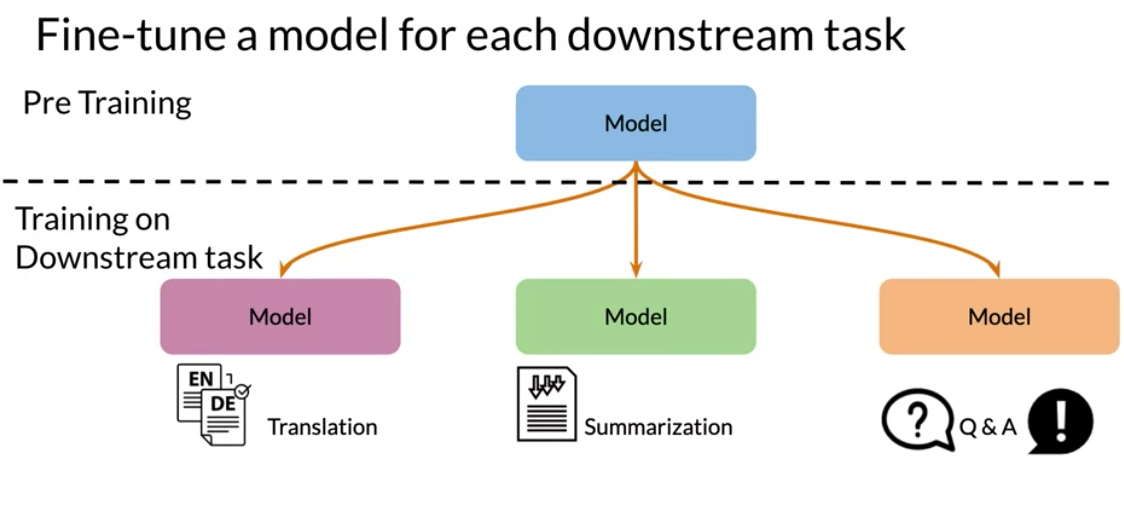 Fine-tune a model for each downstream task
Pre Training
Model
Training on
Downstream task
Model
Model
Model
EN
DE
Translation
Summarization
?
Q & A
!